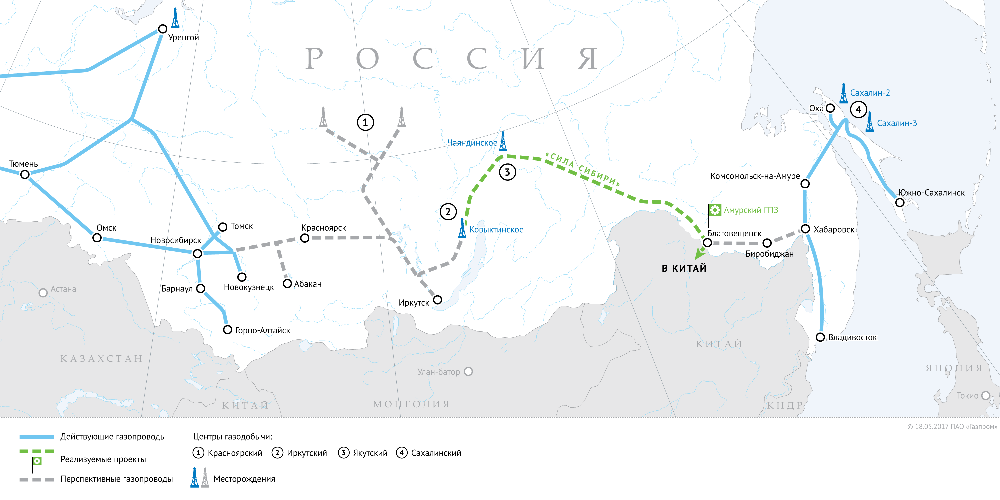 Уренгой
РОССИЯ
Сахалин-2
Оха
4
1
Сахалин-3
Чаяндинское
«СИЛА СИБИРИ»
Тюмень
3
Комсомольск-на-Амуре
Южно-Сахалинск
2
Амурский ГПЗ
Омск
Томск
Красноярск
Ковыктинское
Хабаровск
Новосибирск
Благовещенск
Биробиджан
В КИТАЙ
Астана
Барнаул
Новокузнецк
Абакан
Иркутск
Горно-Алтайск
Владивосток
КИТАЙ
КАЗАХСТАН
Улан-батор
ЯПОНИЯ
Токио
КИТАЙ
МОНГОЛИЯ
КНДР
© 18.05.2017 ПАО «Газпром»
Действующие газопроводы
Реализуемые проекты
Перспективные газопроводы
Центры газодобычи:
1 Красноярский 2 Иркутский 3 Якутский 4 Сахалинский
Месторождения